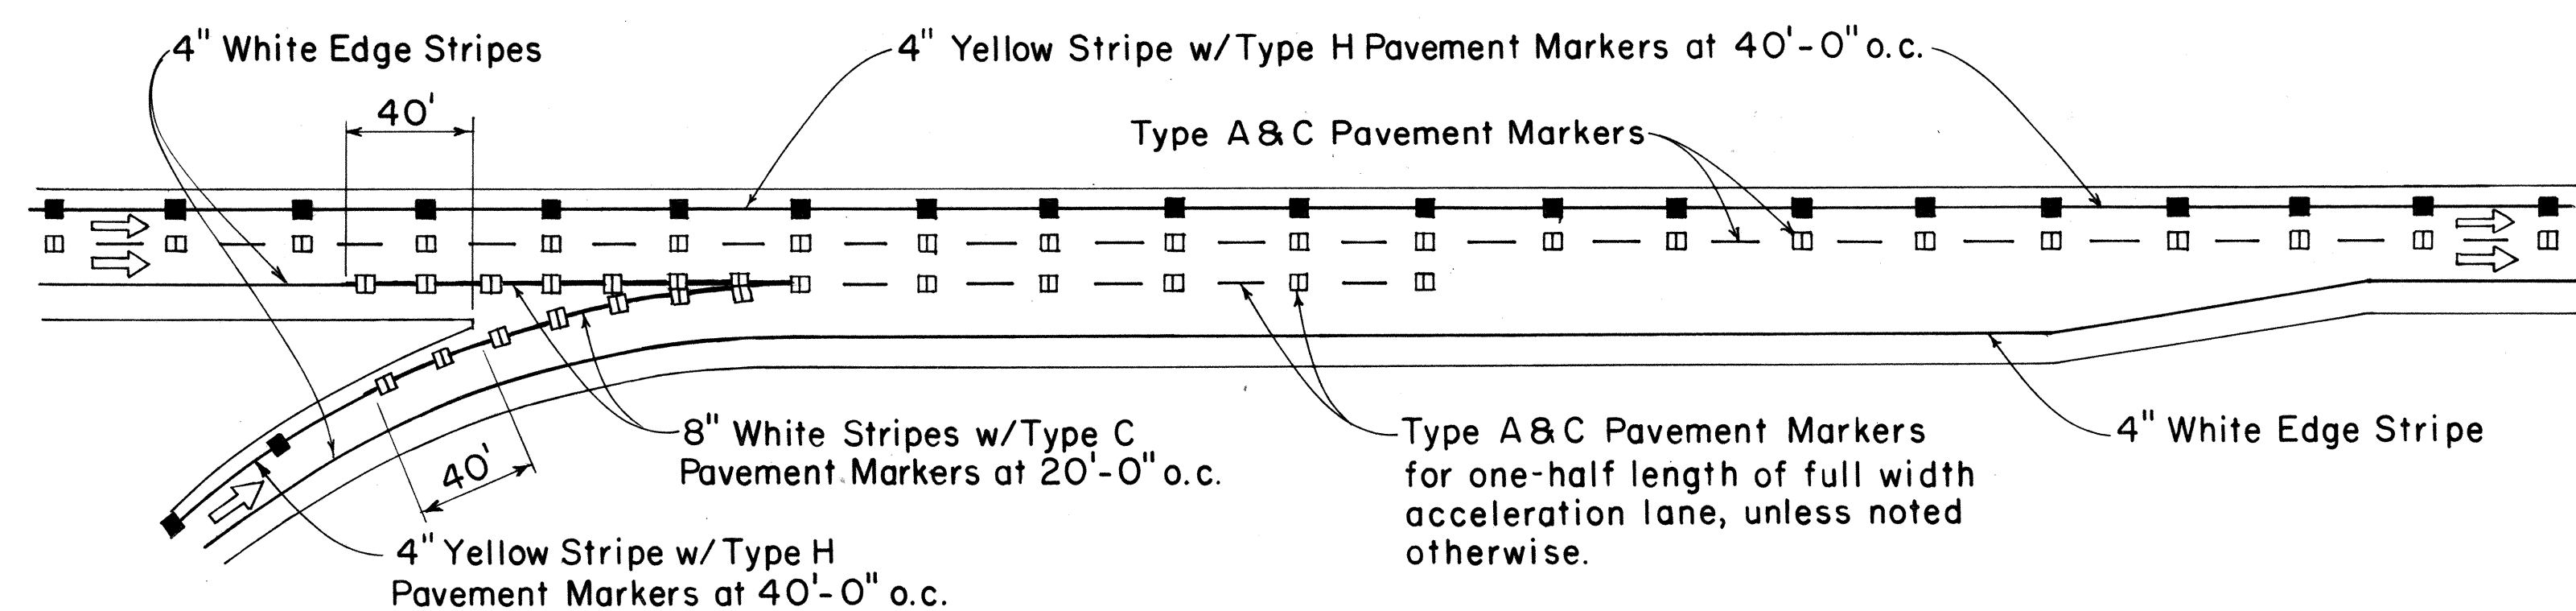 4" White Edge Stripes
4" Yellow Stripe w/Type H Pavement Markers at 40'-0" o.c.
40'
Type A & C Pavement Markers
8" White Stripes w/Type C
Pavement Markers at 20'-0" o.c.
40'
Type A & C Pavement Markers
for one-half length of full width
acceleration lane, unless noted
otherwise.
4" White Edge Stripe
4" Yellow Stripe w/Type H
Pavement Markers at 40'-0" o.c.